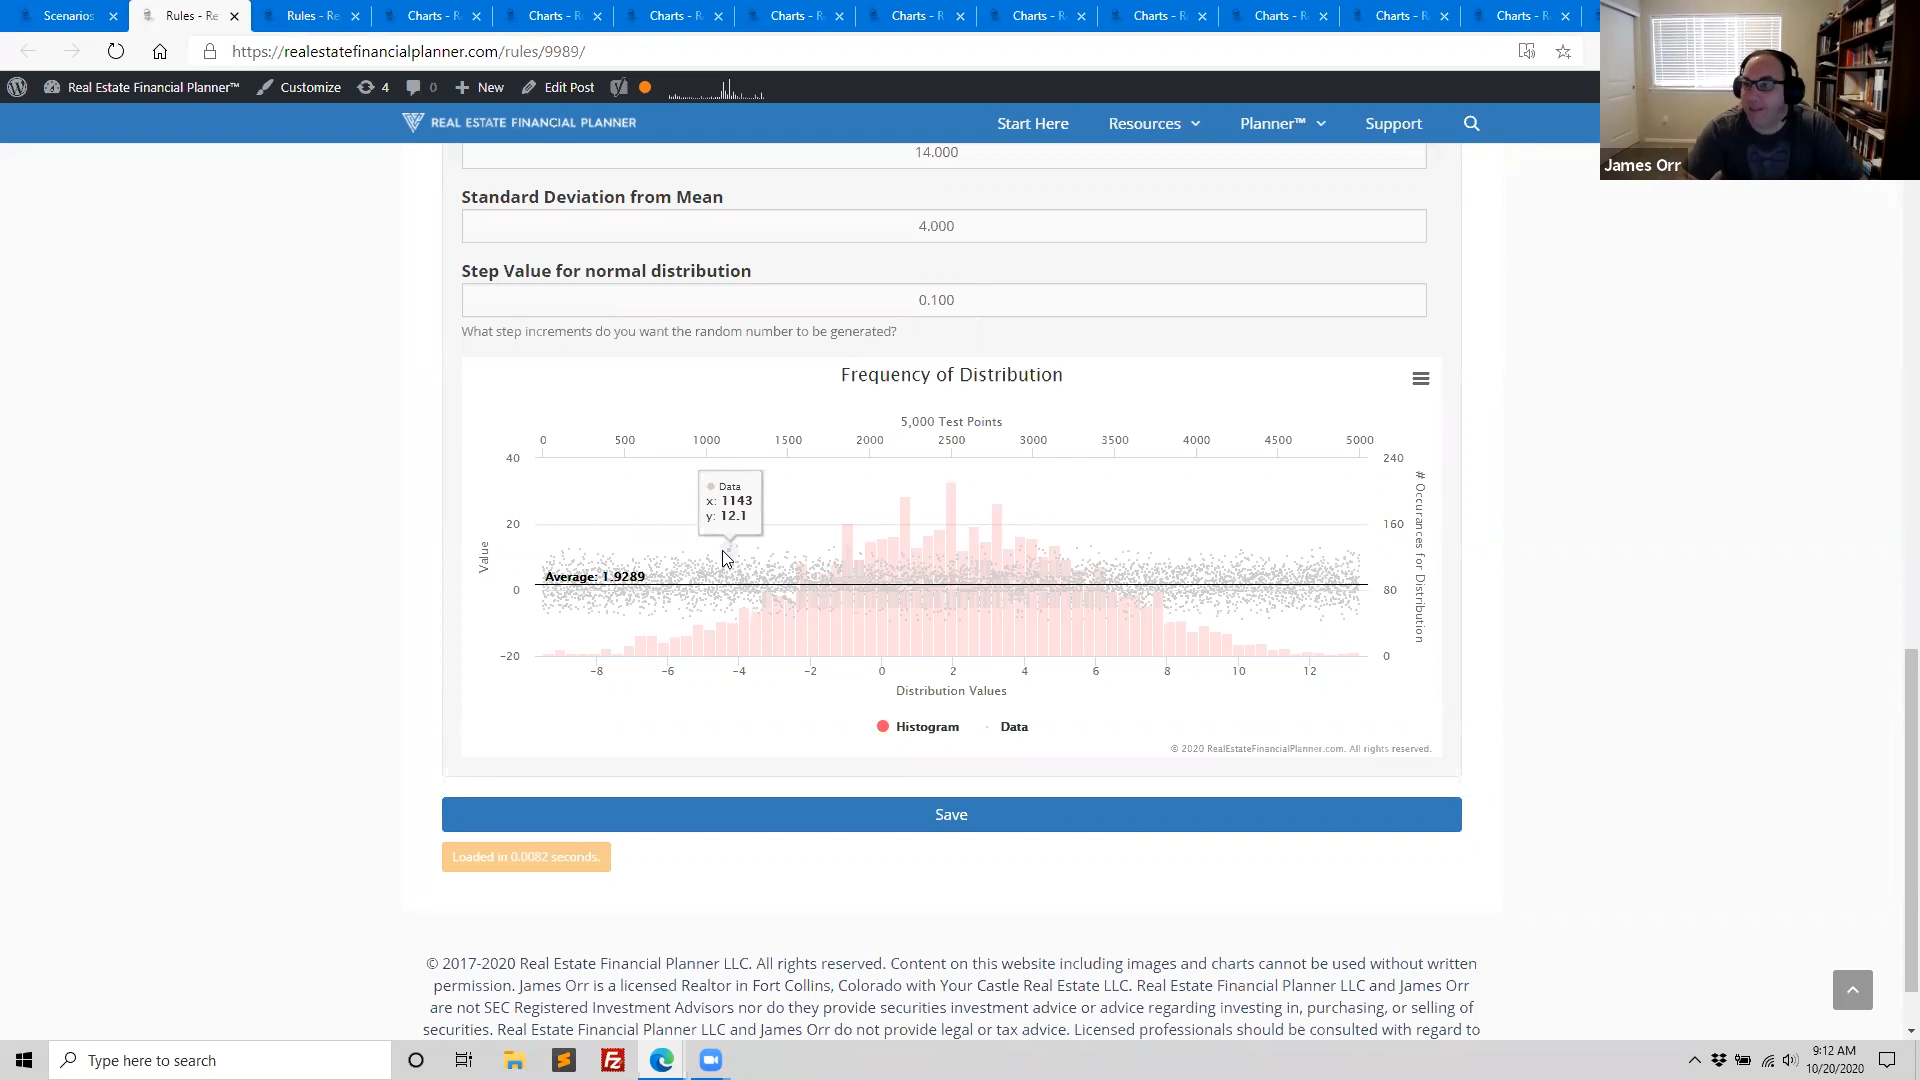 Scenarios
Rules - Re
Rules - Re
Charts - R
Charts - R
Charts - R
Charts - R
Charts - R
Charts - R
Charts - R
Charts - R
Charts - R
Charts - R
https://realestatefinancialplanner.com/rules/9989/
Real Estate Financial Planner™ Customize 4 0 New Edit Post
REAL ESTATE FINANCIAL PLANNER
Start Here Resources Planner™ Support
James Orr
14.000
Standard Deviation from Mean
4.000
Step Value for normal distribution
0.100
What step increments do you want the random number to be generated?
Frequency of Distribution
5,000 Test Points
0 500 1000 1500 2000 2500 3000 3500 4000 4500 5000
40 240
Data
x: 1143
y: 12.1
20 160
Value
# Occurances for Distribution
Average: 1.9289
0 80
-20 0
-8 -6 -4 -2 0 2 4 6 8 10 12
Distribution Values
Histogram Data
© 2020 RealEstateFinancialPlanner.com. All rights reserved.
Save
Loaded in 0.0082 seconds.
© 2017-2020 Real Estate Financial Planner LLC. All rights reserved. Content on this website including images and charts cannot be used without written
permission. James Orr is a licensed Realtor in Fort Collins, Colorado with Your Castle Real Estate LLC. Real Estate Financial Planner LLC and James Orr
are not SEC Registered Investment Advisors nor do they provide securities investment advice or advice regarding investing in, purchasing, or selling of
securities. Real Estate Financial Planner LLC and James Orr do not provide legal or tax advice. Licensed professionals should be consulted with regard to
Type here to search
9:12 AM
10/20/2020